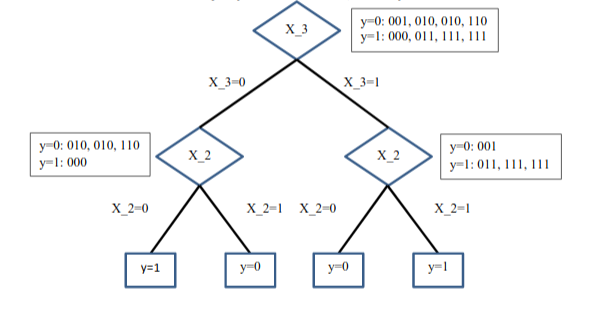 X_3
y=0: 001, 010, 010, 110
y=1: 000, 011, 111, 111
X_3=0
X_3=1
y=0: 010, 010, 110
y=1: 000
X_2
X_2
y=0: 001
y=1: 011, 111, 111
X_2=0
X_2=1
X_2=0
X_2=1
y=1
y=0
y=0
y=1